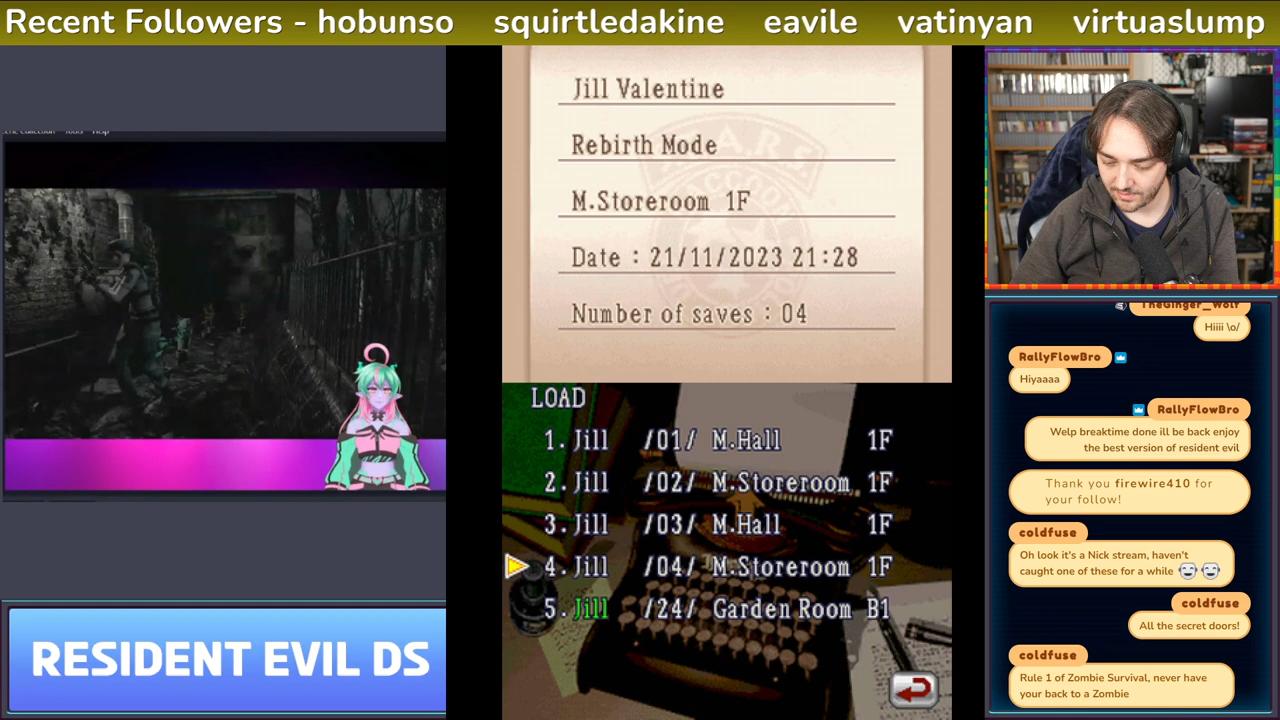 Recent Followers - hobunso squirtledakine eavile vatinyan virtuaslump
Jill Valentine
Rebirth Mode
M.Storeroom 1F
Date : 21/11/2023 21:28
Number of saves : 04
LOAD
1. Jill /01/ M.Hall 1F
2. Jill /02/ M.Storeroom 1F
3. Jill /03/ M.Hall 1F
4. Jill /04/ M.Storeroom 1F
5. Jill /24/ Garden Room B1
RESIDENT EVIL DS
TheGinger_Wolf
Hiiii \o/
RallyFlowBro
Hiyaaaa
RallyFlowBro
Welp breaktime done ill be back enjoy
the best version of resident evil
Thank you firewire410 for
your follow!
coldfuse
Oh look it's a Nick stream, haven't
caught one of these for a while
coldfuse
All the secret doors!
coldfuse
Rule 1 of Zombie Survival, never have
your back to a Zombie